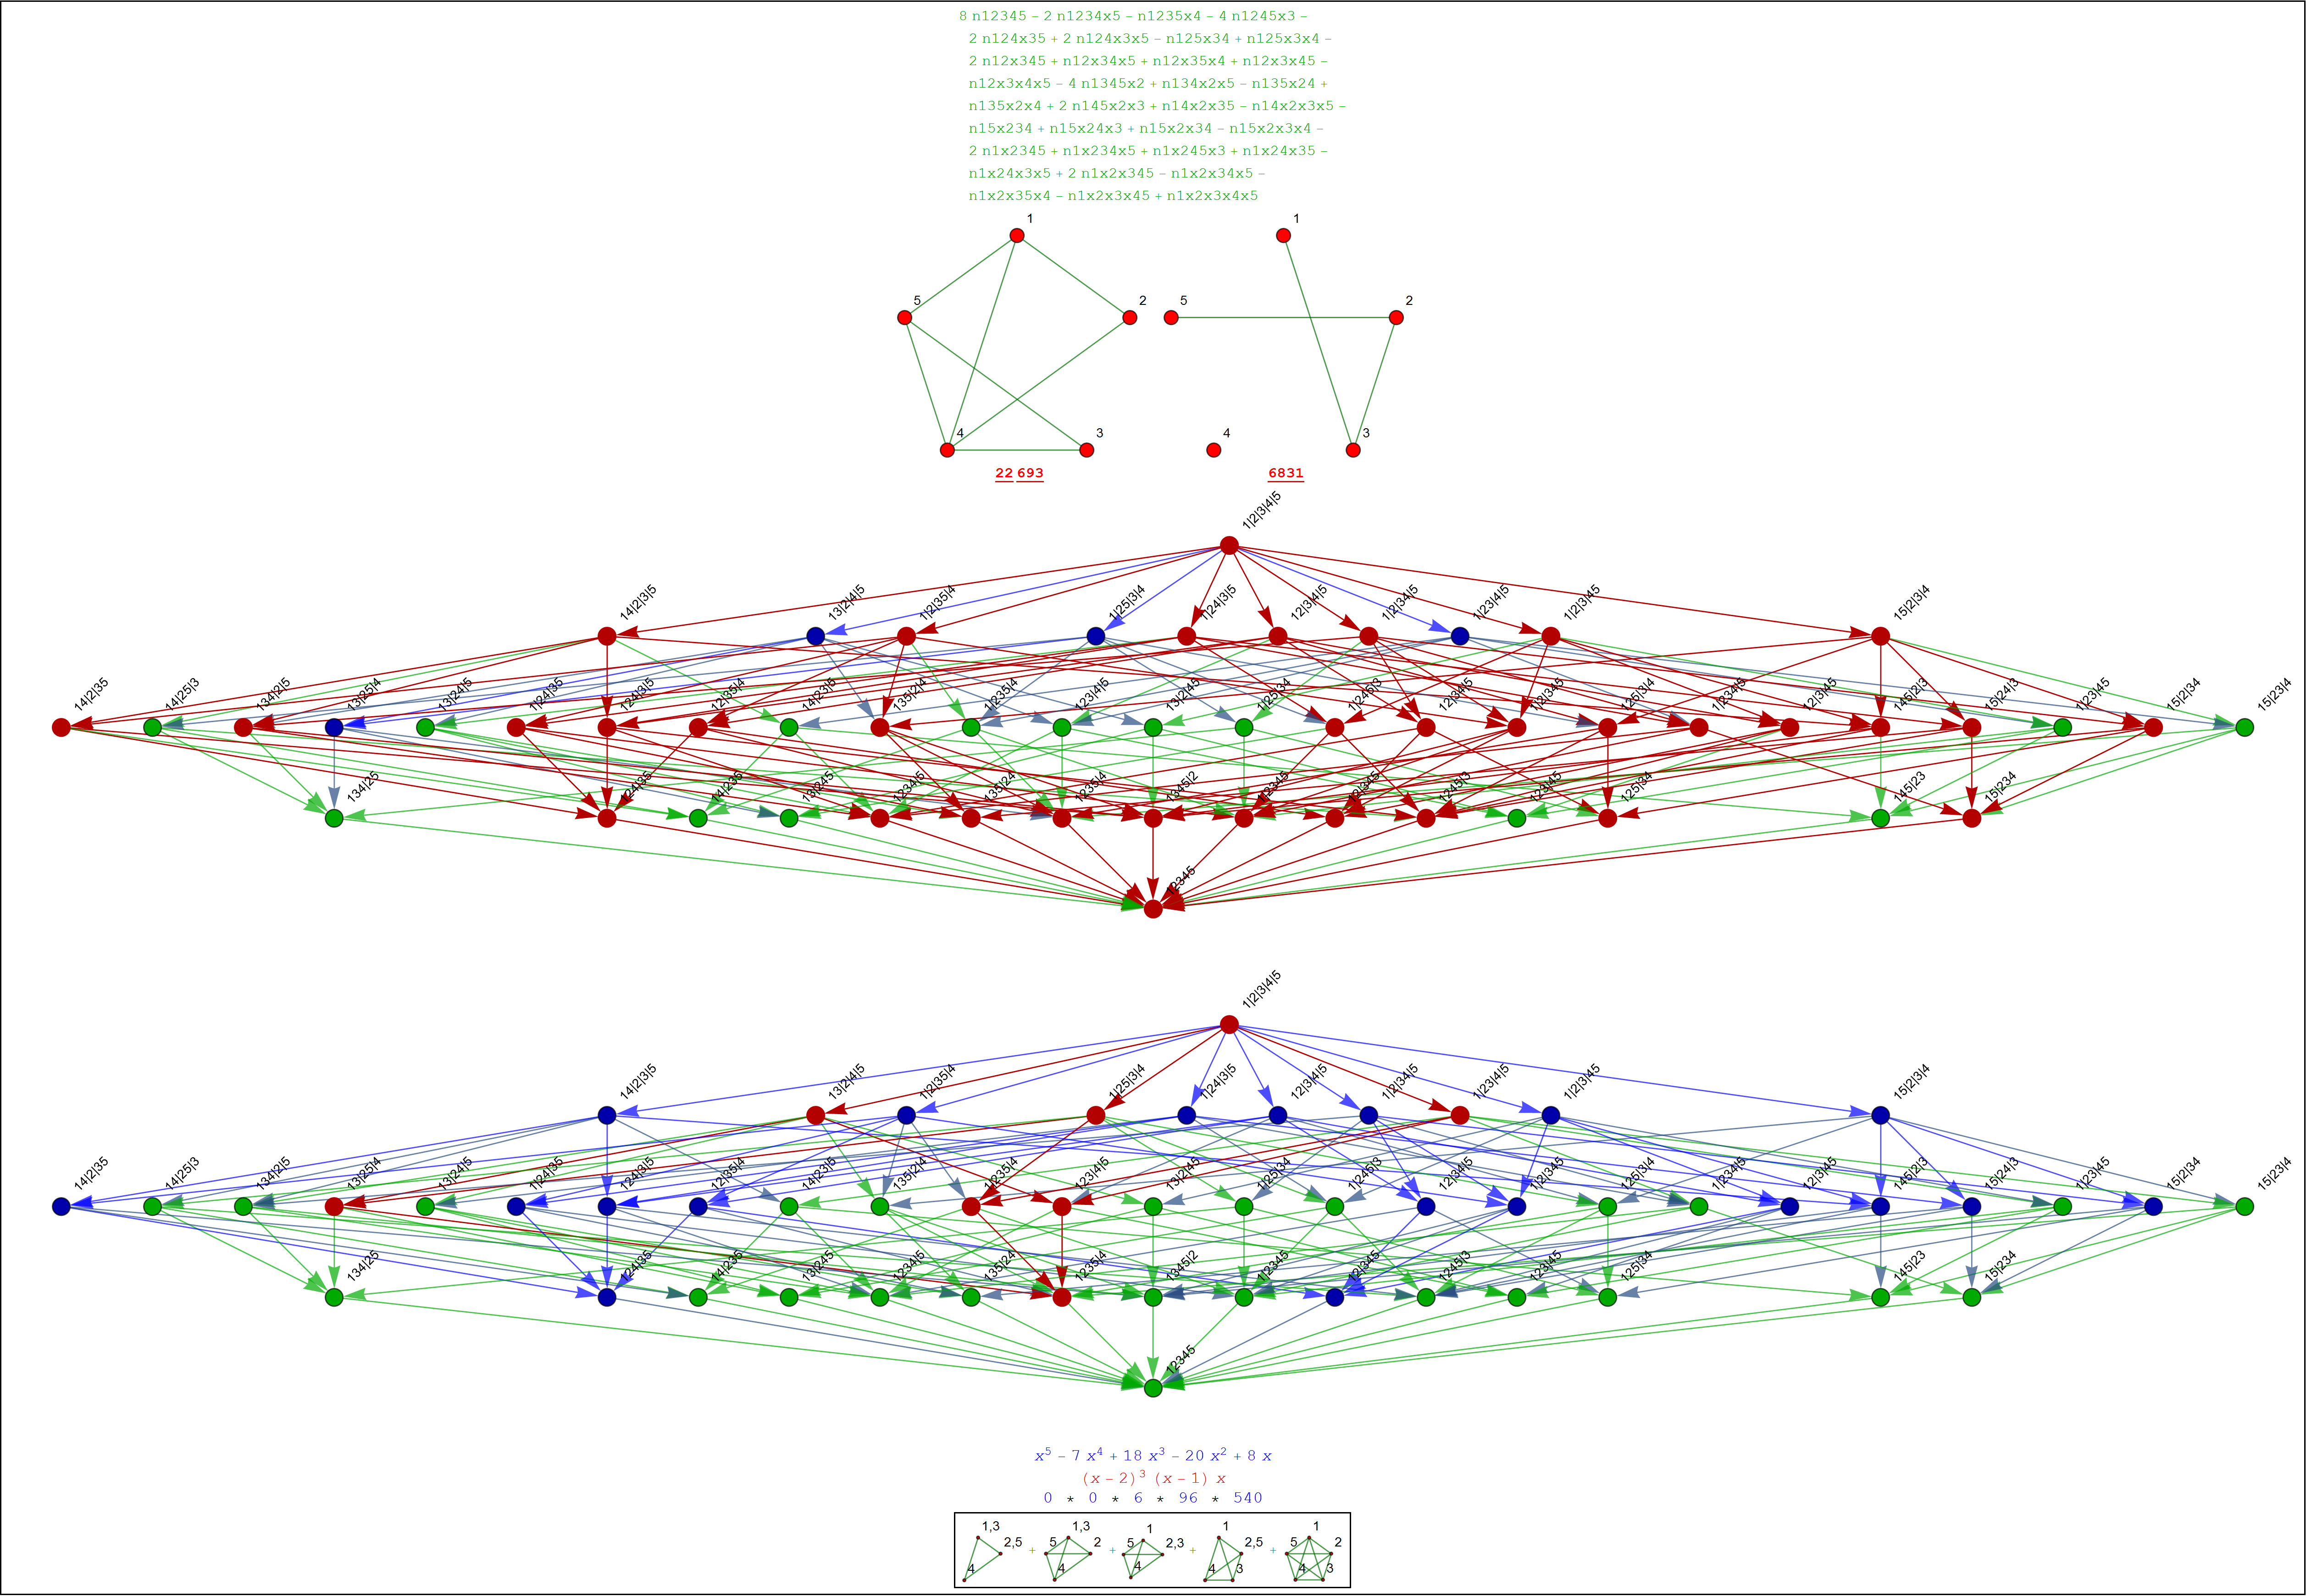 8 n12345 – 2 n1234x5 – n1235x4 – 4 n1245x3 –
2 n124x35 + 2 n124x3x5 – n125x34 + n125x3x4 –
2 n12x345 + n12x34x5 + n12x35x4 + n12x3x45 –
n12x3x4x5 – 4 n1345x2 + n134x2x5 – n135x24 +
n135x2x4 + 2 n145x2x3 + n14x2x35 – n14x2x3x5 –
n15x234 + n15x24x3 + n15x2x34 – n15x2x3x4 –
2 n1x2345 + n1x234x5 + n1x245x3 + n1x24x35 –
n1x24x3x5 + 2 n1x2x345 – n1x2x34x5 –
n1x2x35x4 – n1x2x3x45 + n1x2x3x4x5
1 1
5 2 5 2
4 3 4 3
22 693 6831
1|2|3|4|5
14|2|3|5 13|2|4|5 1|2|35|4 1|25|3|4 1|24|3|5 12|3|4|5 1|2|34|5 1|23|4|5 1|2|3|45 15|2|3|4
14|2|35 14|25|3 134|2|5 13|25|4 13|24|5 1|24|35 124|3|5 12|35|4 14|23|5 135|2|4 1|235|4 123|4|5 13|2|45 1|25|34 1|245|3 12|34|5 1|2|345 125|3|4 1|234|5 12|3|45 145|2|3 15|24|3 1|23|45 15|2|34 15|23|4
134|25 124|35 14|235 13|245 1234|5 135|24 1235|4 1345|2 1|2345 12|345 1245|3 123|45 125|34 145|23 15|234
12345
1|2|3|4|5
14|2|3|5 13|2|4|5 1|2|35|4 1|25|3|4 1|24|3|5 12|3|4|5 1|2|34|5 1|23|4|5 1|2|3|45 15|2|3|4
14|2|35 14|25|3 134|2|5 13|25|4 13|24|5 1|24|35 124|3|5 12|35|4 14|23|5 135|2|4 1|235|4 123|4|5 13|2|45 1|25|34 1|245|3 12|34|5 1|2|345 125|3|4 1|234|5 12|3|45 145|2|3 15|24|3 1|23|45 15|2|34 15|23|4
134|25 124|35 14|235 13|245 1234|5 135|24 1235|4 1345|2 1|2345 12|345 1245|3 123|45 125|34 145|23 15|234
12345
x⁵ – 7 x⁴ + 18 x³ – 20 x² + 8 x
(x – 2)³ (x – 1) x
0 * 0 * 6 * 96 * 540
1,3 1,3 1 1 1
2,5 + 5 2 + 5 2,3 + 2,5 + 5 2
4 4 4 4 3 4 3